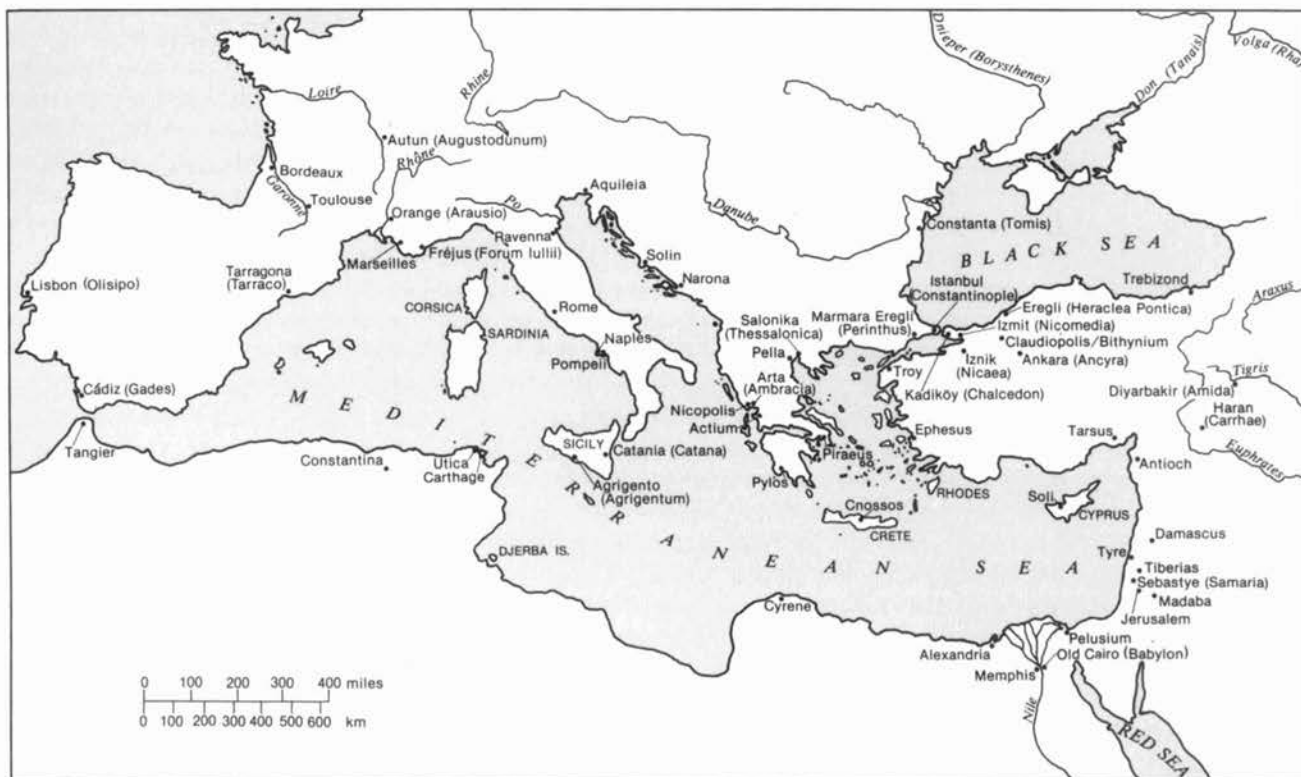 Dnieper (Borysthenes)
Don (Tanais)
Volga (Rha)
Loire
Rhine
Autun (Augustodunum)
Rhône
Bordeaux
Garonne
Toulouse
Aquileia
Po
Danube
Orange (Arausio)
Ravenna
Constanta (Tomis)
Marseilles
Fréjus (Forum Iullii)
Solin
BLACK SEA
Lisbon (Olisipo)
Tarragona
(Tarraco)
Narona
Istanbul
(Constantinople)
Trebizond
CORSICA
Rome
Salonika
(Thessalonica)
Marmara Eregli
(Perinthus)
Eregli (Heraclea Pontica)
Araxus
SARDINIA
Naples
Pompeii
Pella
Izmit (Nicomedia)
Claudiopolis/Bithynium
Iznik
(Nicaea)
Ankara (Ancyra)
Troy
Tigris
Cádiz (Gades)
Arta
(Ambracia)
Kadiköy (Chalcedon)
Diyarbakir (Amida)
Nicopolis
Actium
Haran
(Carrhae)
MEDITERRANEAN SEA
Ephesus
Tarsus
Tangier
Constantina
Utica
Carthage
SICILY
Catania (Catana)
Piraeus
Antioch
Euphrates
Agrigento
(Agrigentum)
Pylos
RHODES
Soli
Cnossos
CYPRUS
CRETE
Damascus
DJERBA IS.
Tyre
Tiberias
Sebastye (Samaria)
Cyrene
Madaba
Jerusalem
Pelusium
Alexandria
Old Cairo (Babylon)
Memphis
Nile
RED SEA
0 100 200 300 400 miles
0 100 200 300 400 500 600 km